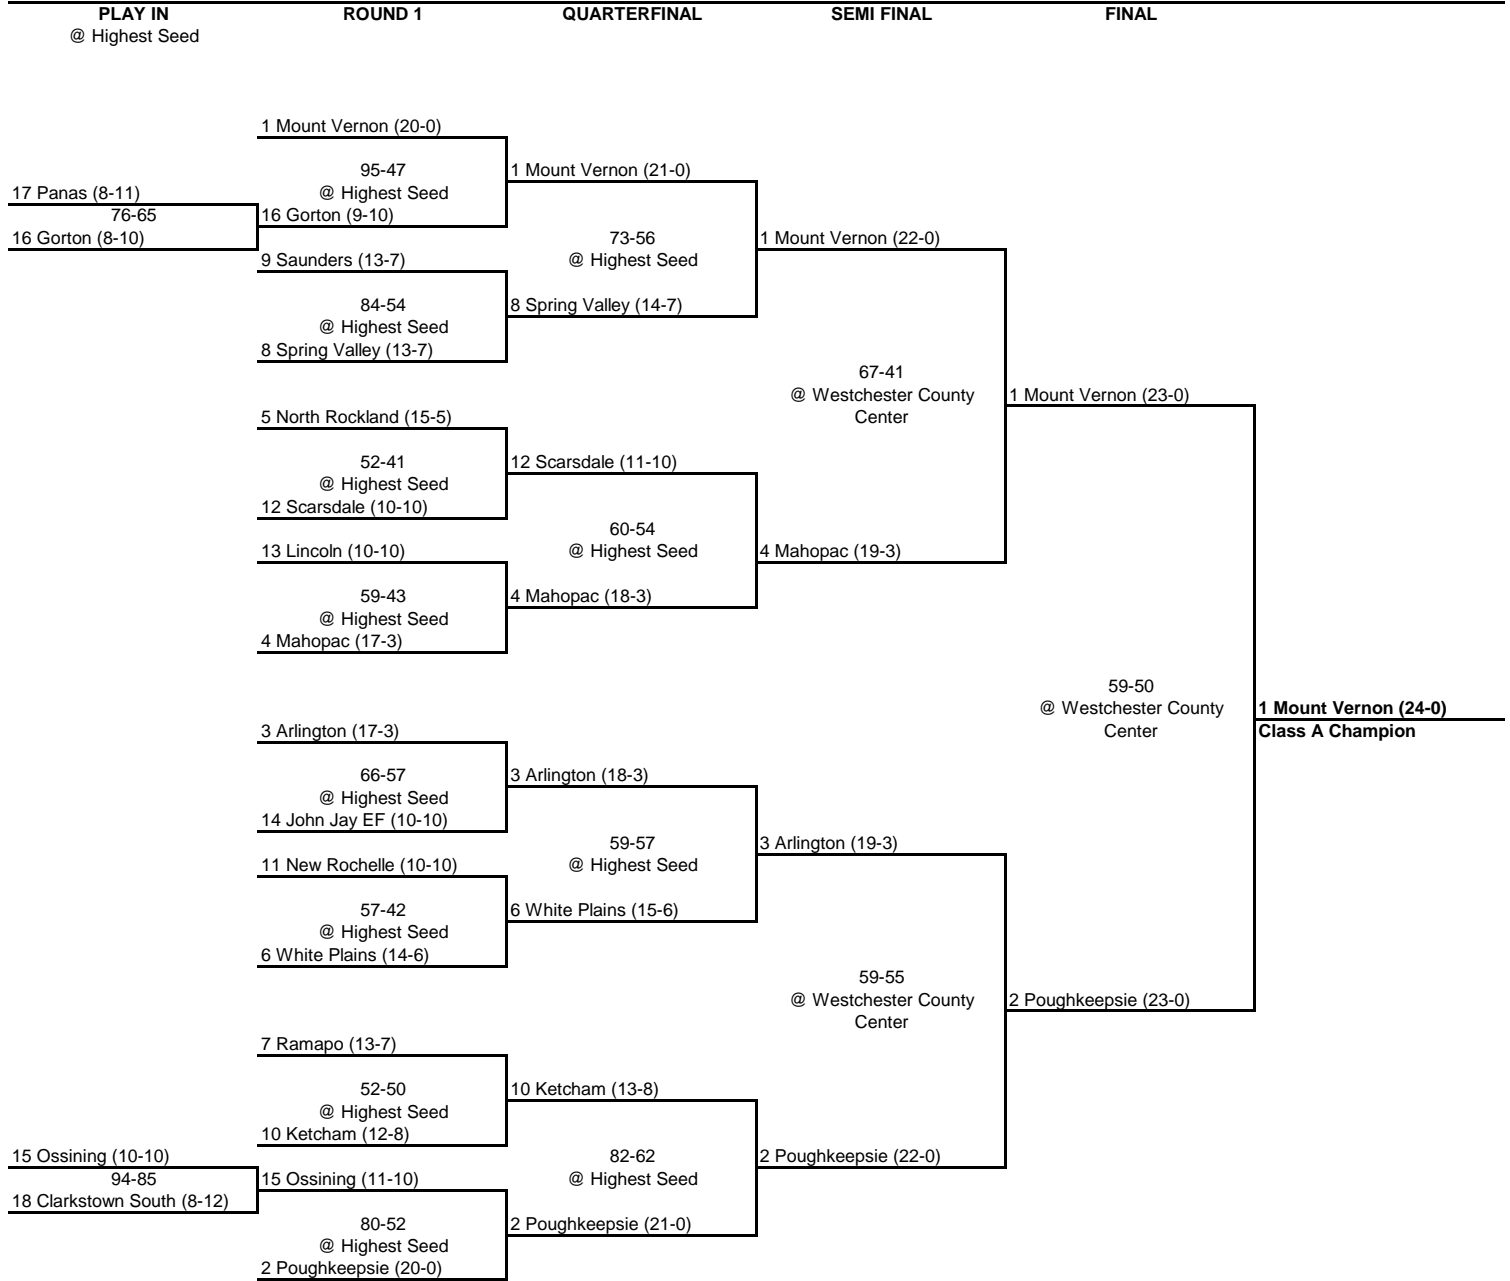 PLAY IN
@ Highest Seed
ROUND 1
QUARTERFINAL
SEMI FINAL
FINAL
1 Mount Vernon (20-0)
95-47
@ Highest Seed
1 Mount Vernon (21-0)
17 Panas (8-11)
76-65
16 Gorton (9-10)
16 Gorton (8-10)
73-56
@ Highest Seed
1 Mount Vernon (22-0)
9 Saunders (13-7)
84-54
@ Highest Seed
8 Spring Valley (14-7)
8 Spring Valley (13-7)
67-41
@ Westchester County
Center
1 Mount Vernon (23-0)
5 North Rockland (15-5)
52-41
@ Highest Seed
12 Scarsdale (11-10)
12 Scarsdale (10-10)
60-54
@ Highest Seed
4 Mahopac (19-3)
13 Lincoln (10-10)
59-43
@ Highest Seed
4 Mahopac (18-3)
4 Mahopac (17-3)
59-50
@ Westchester County
Center
1 Mount Vernon (24-0)
Class A Champion
3 Arlington (17-3)
66-57
@ Highest Seed
3 Arlington (18-3)
14 John Jay EF (10-10)
59-57
@ Highest Seed
3 Arlington (19-3)
11 New Rochelle (10-10)
57-42
@ Highest Seed
6 White Plains (15-6)
6 White Plains (14-6)
59-55
@ Westchester County
Center
2 Poughkeepsie (23-0)
7 Ramapo (13-7)
52-50
@ Highest Seed
10 Ketcham (13-8)
10 Ketcham (12-8)
15 Ossining (10-10)
94-85
18 Clarkstown South (8-12)
82-62
@ Highest Seed
2 Poughkeepsie (22-0)
15 Ossining (11-10)
80-52
@ Highest Seed
2 Poughkeepsie (21-0)
2 Poughkeepsie (20-0)